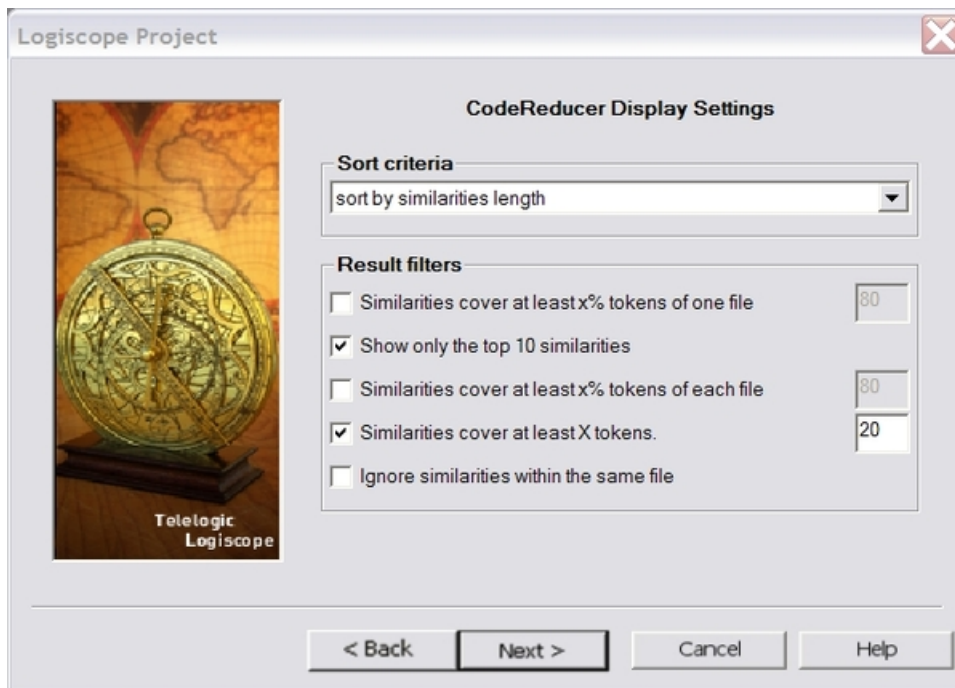 Logiscope Project
CodeReducer Display Settings
Sort criteria
sort by similarities length
Result filters
Similarities cover at least x% tokens of one file
80
Show only the top 10 similarities
Similarities cover at least x% tokens of each file
80
Similarities cover at least X tokens.
20
Ignore similarities within the same file
Telelogic
Logiscope
< Back
Next >
Cancel
Help